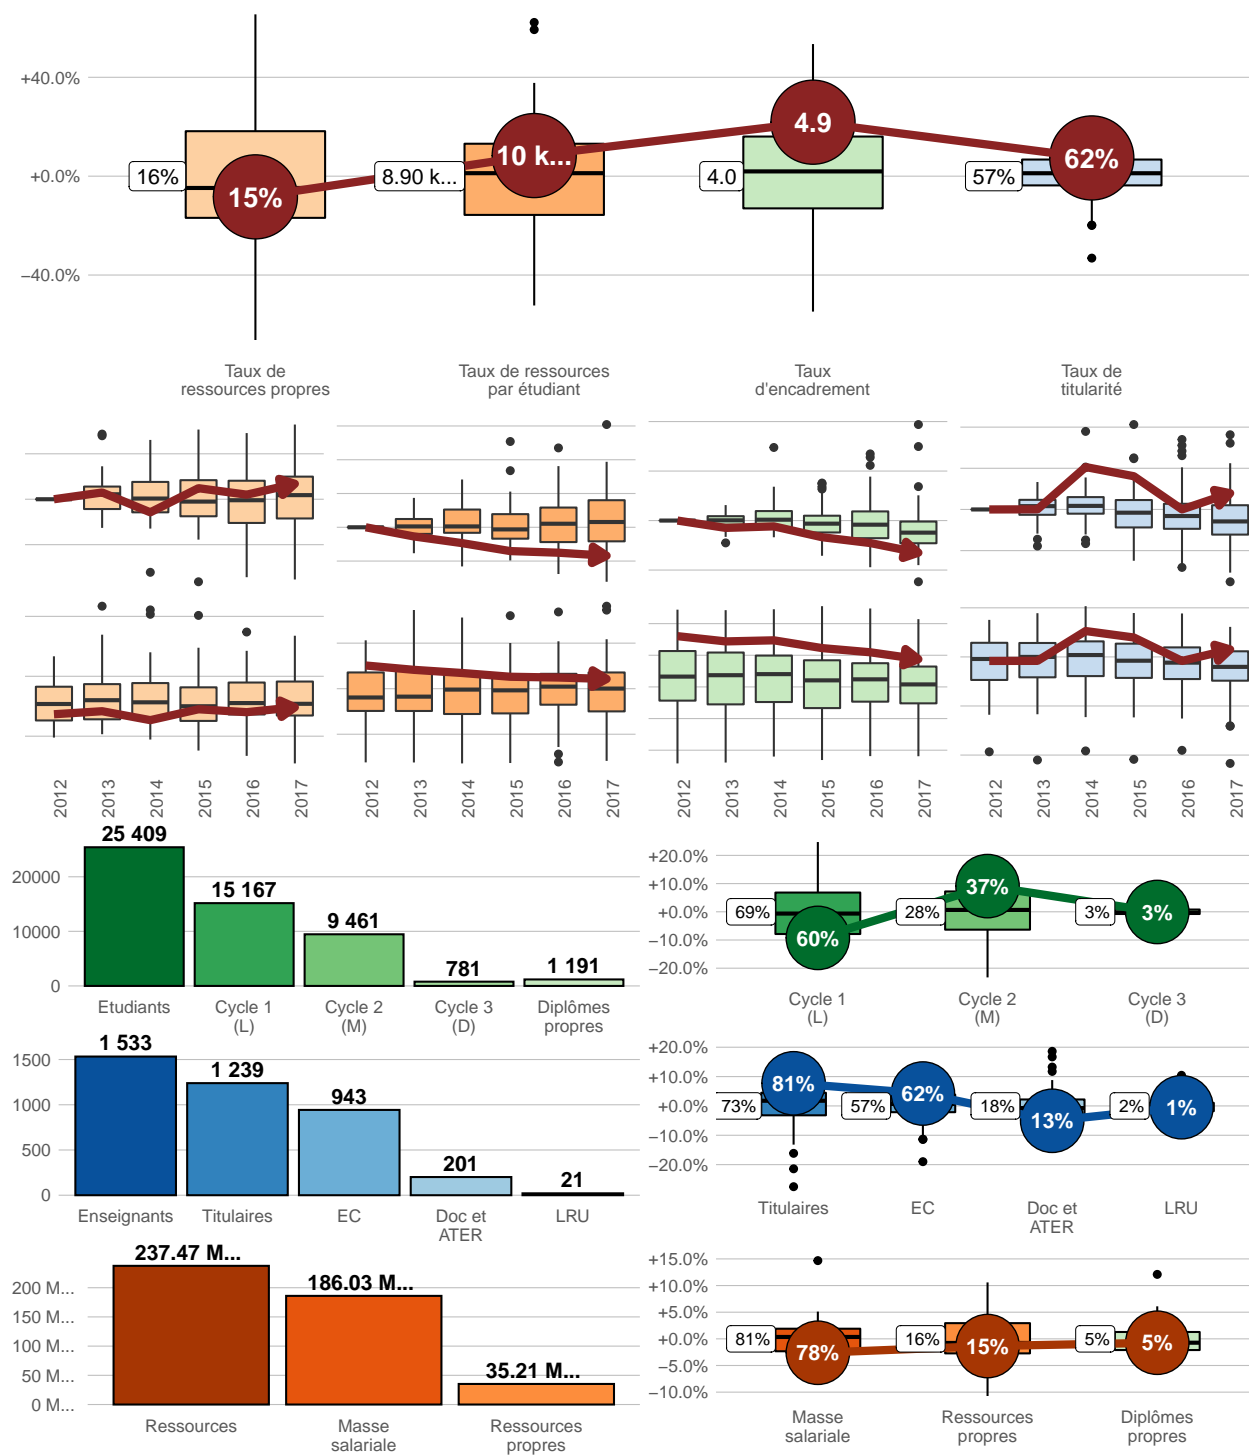 +40.0%
+0.0%
−40.0%
16%
15%
8.90 k...
10 k...
4.0
4.9
57%
62%
Taux de
ressources propres
Taux de ressources
par étudiant
Taux
d'encadrement
Taux de
titularité
2012
2013
2014
2015
2016
2017
2012
2013
2014
2015
2016
2017
2012
2013
2014
2015
2016
2017
2012
2013
2014
2015
2016
2017
20000
10000
0
25 409
15 167
9 461
781
1 191
Etudiants
Cycle 1
(L)
Cycle 2
(M)
Cycle 3
(D)
Diplômes
propres
+20.0%
+10.0%
+0.0%
−10.0%
−20.0%
69%
60%
28%
37%
3%
3%
Cycle 1
(L)
Cycle 2
(M)
Cycle 3
(D)
1500
1000
500
0
1 533
1 239
943
201
21
Enseignants
Titulaires
EC
Doc et
ATER
LRU
+20.0%
+10.0%
+0.0%
−10.0%
−20.0%
73%
81%
57%
62%
18%
13%
2%
1%
Titulaires
EC
Doc et
ATER
LRU
200 M...
150 M...
100 M...
50 M...
0 M...
237.47 M...
186.03 M...
35.21 M...
Ressources
Masse
salariale
Ressources
propres
+15.0%
+10.0%
+5.0%
+0.0%
−5.0%
−10.0%
81%
78%
16%
15%
5%
5%
Masse
salariale
Ressources
propres
Diplômes
propres